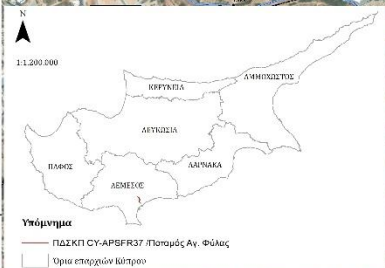 N
1:1.200.000
ΑΜΜΟΧΩΣΤΟΣ
ΚΕΡΥΝΕΙΑ
ΛΕΥΚΩΣΙΑ
ΠΑΦΟΣ
ΛΑΡΝΑΚΑ
ΛΕΜΕΣΟΣ
Υπόμνημα
ΠΔΣΚΠ CY-APSFR37 /Ποταμός Αγ. Φύλας
Όρια επαρχιών Κύπρου